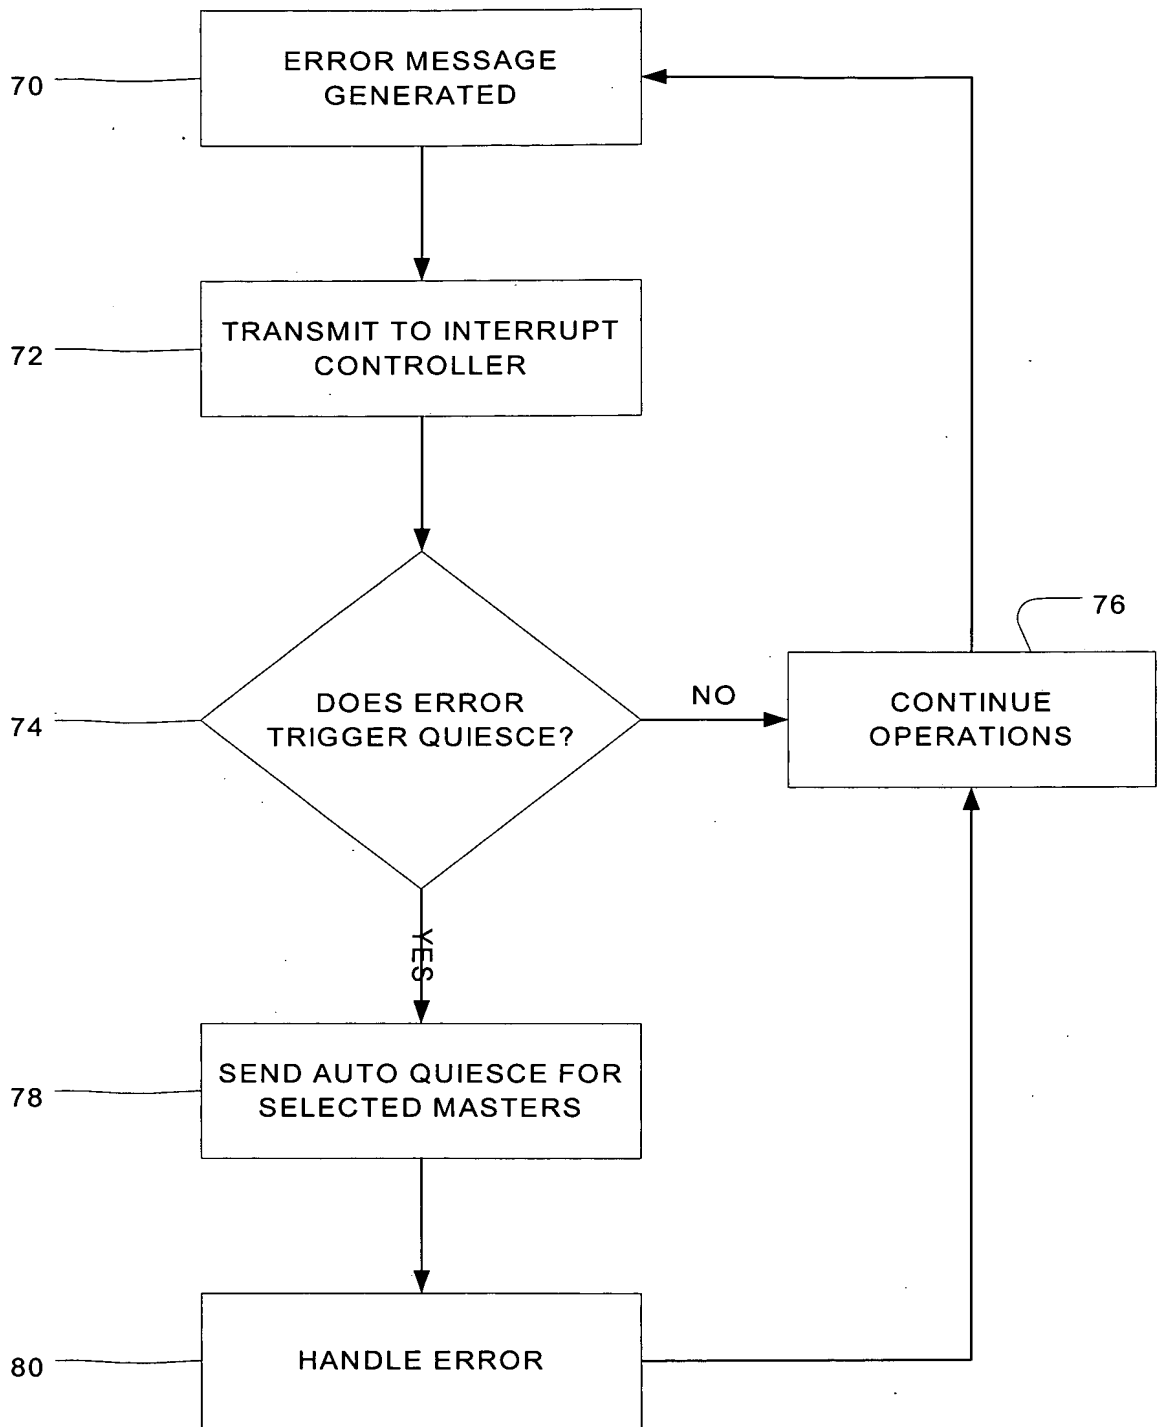 70
ERROR MESSAGE
GENERATED
72
TRANSMIT TO INTERRUPT
CONTROLLER
74
DOES ERROR
TRIGGER QUIESCE?
NO
76
CONTINUE
OPERATIONS
YES
78
SEND AUTO QUIESCE FOR
SELECTED MASTERS
80
HANDLE ERROR